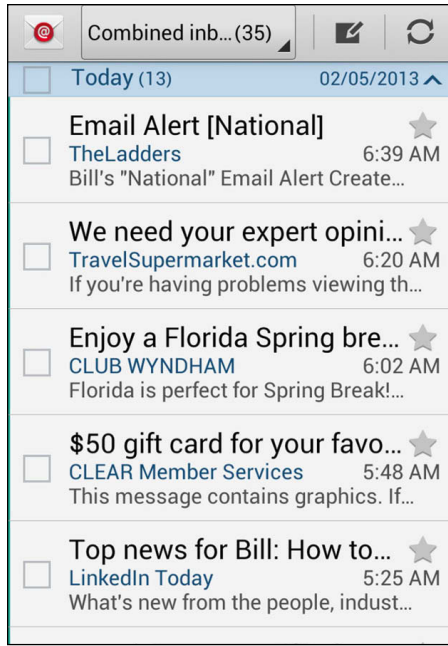 Combined inb...(35)
Today (13) 02/05/2013
Email Alert [National]
TheLadders 6:39 AM
Bill's "National" Email Alert Create...
We need your expert opini...
TravelSupermarket.com 6:20 AM
If you're having problems viewing th...
Enjoy a Florida Spring bre...
CLUB WYNDHAM 6:02 AM
Florida is perfect for Spring Break!...
$50 gift card for your favo...
CLEAR Member Services 5:48 AM
This message contains graphics. If...
Top news for Bill: How to...
LinkedIn Today 5:25 AM
What's new from the people, indust...